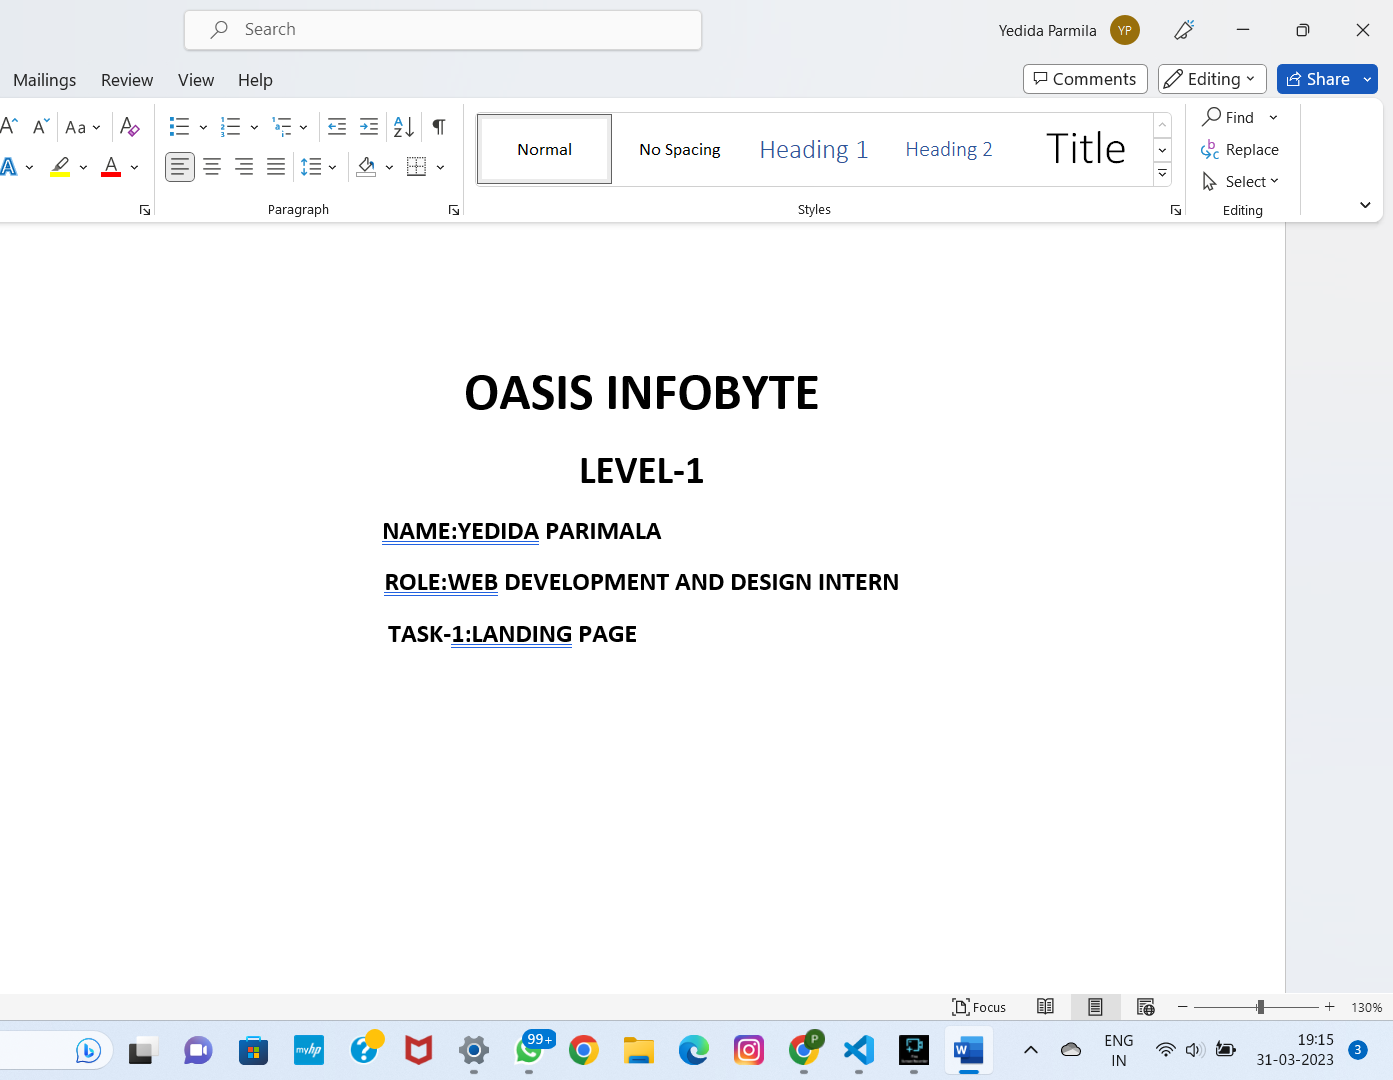 Search
Yedida Parmila YP
Mailings Review View Help
Comments Editing Share
Aa
Normal No Spacing Heading 1 Heading 2 Title
Find
Replace
Select
Paragraph Styles Editing
OASIS INFOBYTE
LEVEL-1
NAME:YEDIDA PARIMALA
ROLE:WEB DEVELOPMENT AND DESIGN INTERN
TASK-1:LANDING PAGE
Focus 130%
99+
ENG 19:15
IN 31-03-2023 3